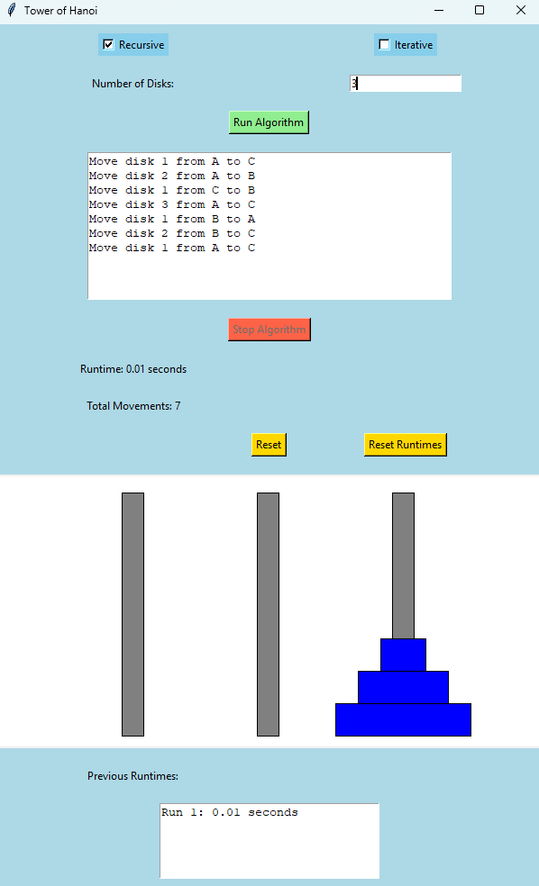 Tower of Hanoi
Recursive
Iterative
Number of Disks:
3
Run Algorithm
Move disk 1 from A to C
Move disk 2 from A to B
Move disk 1 from C to B
Move disk 3 from A to C
Move disk 1 from B to A
Move disk 2 from B to C
Move disk 1 from A to C
Stop Algorithm
Runtime: 0.01 seconds
Total Movements: 7
Reset
Reset Runtimes
Previous Runtimes:
Run 1: 0.01 seconds